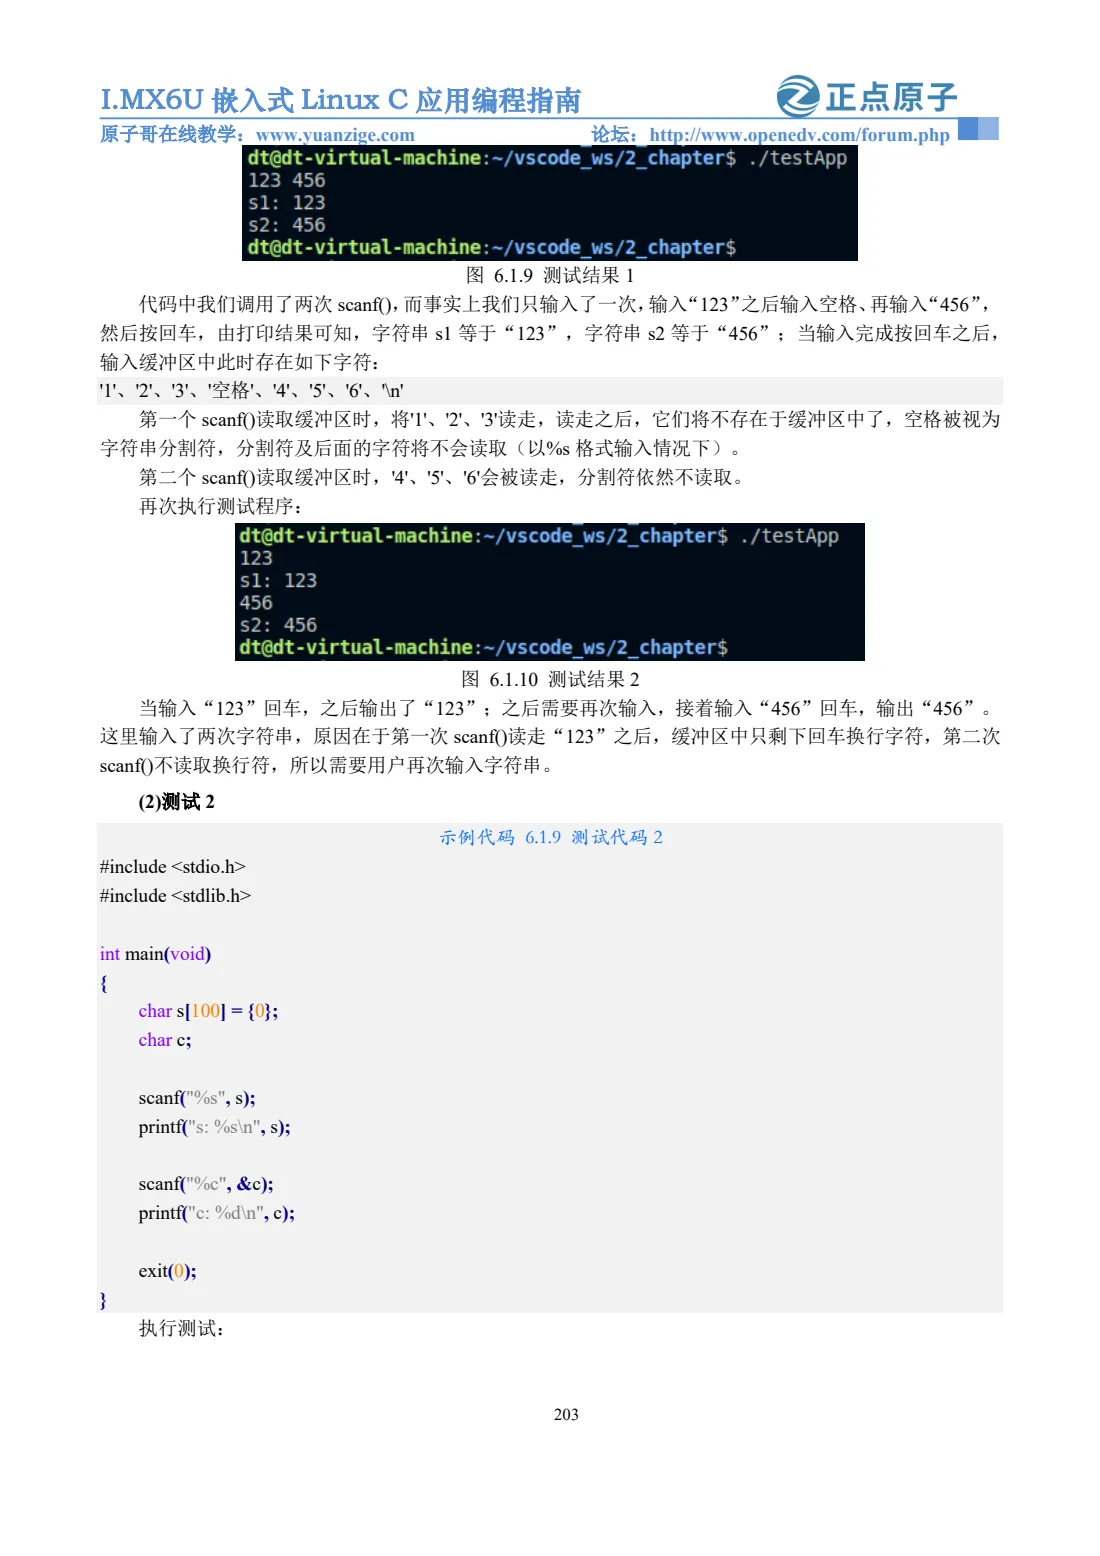 I.MX6U 嵌入式 Linux C 应用编程指南
正点原子
原子哥在线教学：www.yuanzige.com 论坛：http://www.openedv.com/forum.php
dt@dt-virtual-machine:~/vscode_ws/2_chapter$ ./testApp
123 456
s1: 123
s2: 456
dt@dt-virtual-machine:~/vscode_ws/2_chapter$
图 6.1.9 测试结果 1
代码中我们调用了两次 scanf()，而事实上我们只输入了一次，输入“123”之后输入空格、再输入“456”，
然后按回车，由打印结果可知，字符串 s1 等于“123”，字符串 s2 等于“456”；当输入完成按回车之后，
输入缓冲区中此时存在如下字符：
'1'、'2'、'3'、'空格'、'4'、'5'、'6'、'\n'
第一个 scanf()读取缓冲区时，将'1'、'2'、'3'读走，读走之后，它们将不存在于缓冲区中了，空格被视为
字符串分割符，分割符及后面的字符将不会读取（以%s 格式输入情况下）。
第二个 scanf()读取缓冲区时，'4'、'5'、'6'会被读走，分割符依然不读取。
再次执行测试程序：
dt@dt-virtual-machine:~/vscode_ws/2_chapter$ ./testApp
123
s1: 123
456
s2: 456
dt@dt-virtual-machine:~/vscode_ws/2_chapter$
图 6.1.10 测试结果 2
当输入“123”回车，之后输出了“123”；之后需要再次输入，接着输入“456”回车，输出“456”。
这里输入了两次字符串，原因在于第一次 scanf()读走“123”之后，缓冲区中只剩下回车换行字符，第二次
scanf()不读取换行符，所以需要用户再次输入字符串。
(2)测试 2
示例代码 6.1.9 测试代码 2
#include <stdio.h>
#include <stdlib.h>
int main(void)
{
char s[100] = {0};
char c;
scanf("%s", s);
printf("s: %s\n", s);
scanf("%c", &c);
printf("c: %d\n", c);
exit(0);
}
执行测试：
203